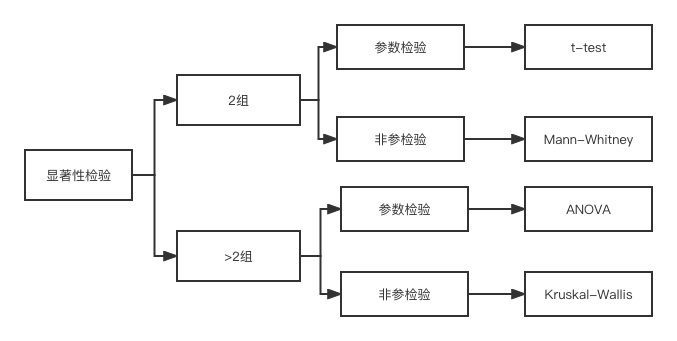 显著性检验
2组
参数检验
t-test
非参检验
Mann-Whitney
>2组
参数检验
ANOVA
非参检验
Kruskal-Wallis